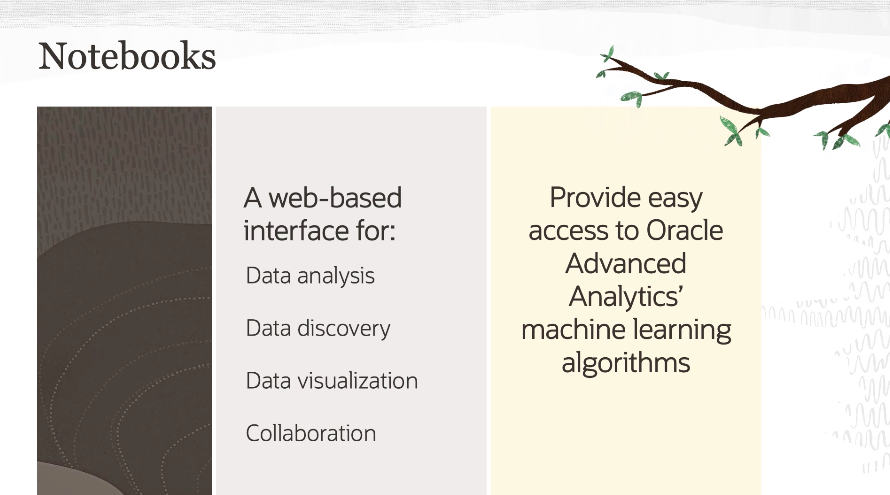 Notebooks
A web-based
interface for:
Data analysis
Data discovery
Data visualization
Collaboration
Provide easy
access to Oracle
Advanced
Analytics’
machine learning
algorithms